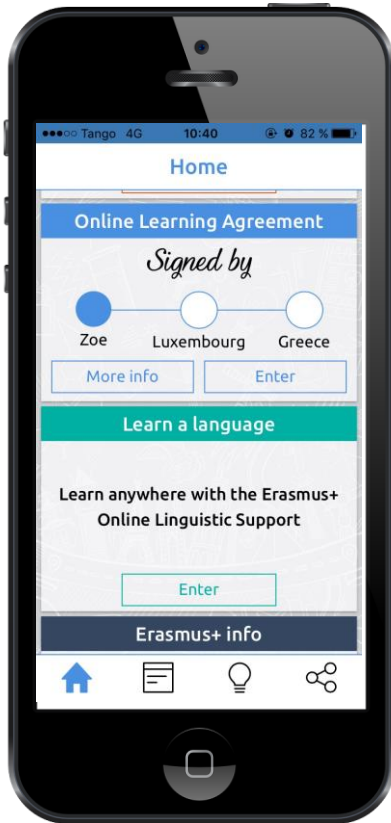 Tango 4G 10:40 82 %
Home
Online Learning Agreement
Signed by
Zoe Luxembourg Greece
More info Enter
Learn a language
Learn anywhere with the Erasmus+
Online Linguistic Support
Enter
Erasmus+ info